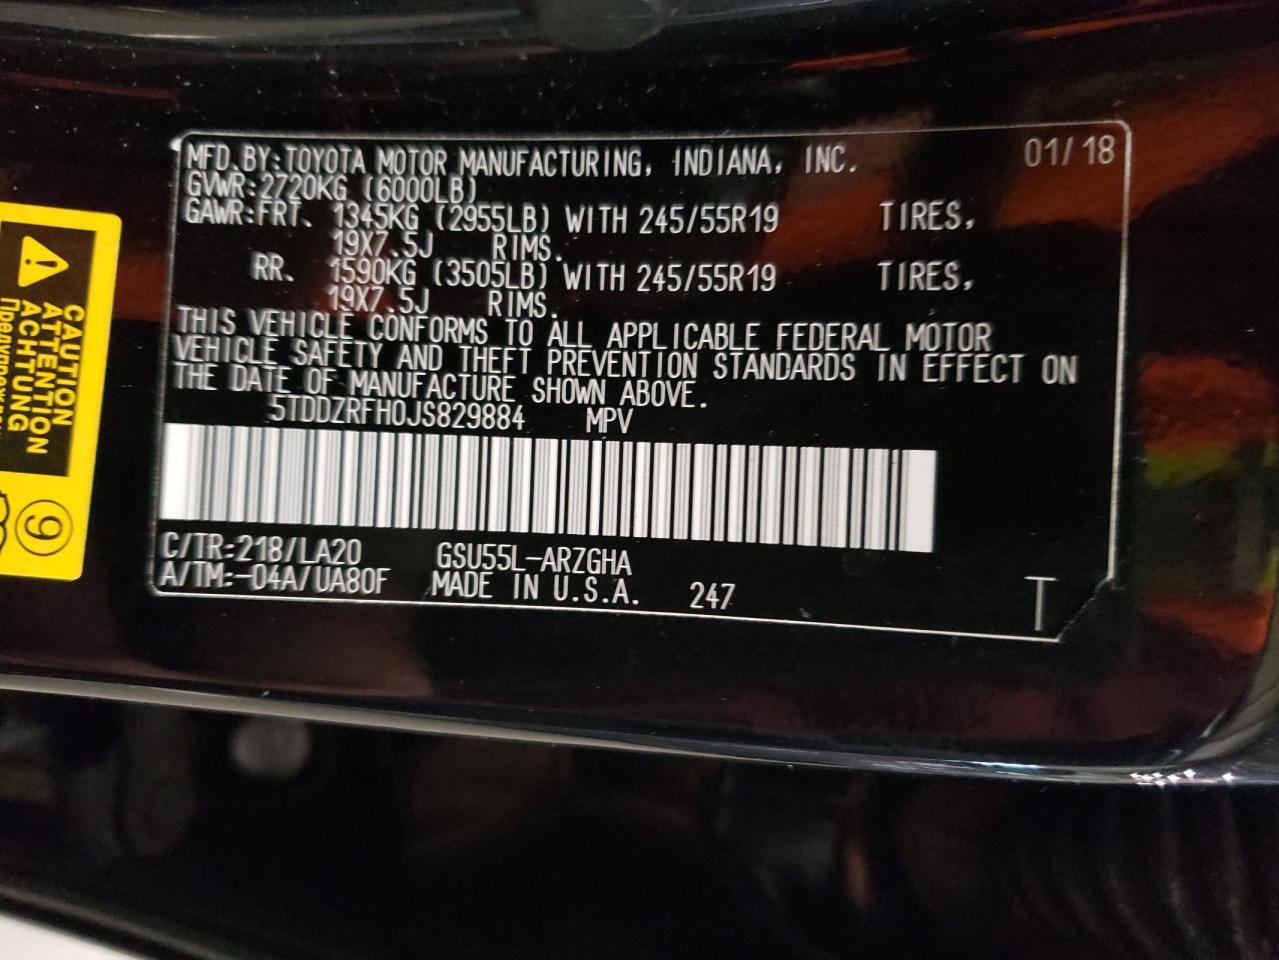 MFD.BY:TOYOTA MOTOR MANUFACTURING, INDIANA, INC. 01/18
GVWR:2720KG (6000LB)
GAWR:FRT. 1345KG (2955LB) WITH 245/55R19 TIRES,
19X7.5J RIMS.
RR. 1590KG (3505LB) WITH 245/55R19 TIRES,
19X7.5J RIMS.
THIS VEHICLE CONFORMS TO ALL APPLICABLE FEDERAL MOTOR
VEHICLE SAFETY AND THEFT PREVENTION STANDARDS IN EFFECT ON
THE DATE OF MANUFACTURE SHOWN ABOVE.
5TDDZRFH0JS829884 MPV
C/TR:218/LA20 GSU55L-ARZGHA
A/TM:-04A/UA80F MADE IN U.S.A. 247
T
CAUTION
ATTENTION
ACHTUNG
9